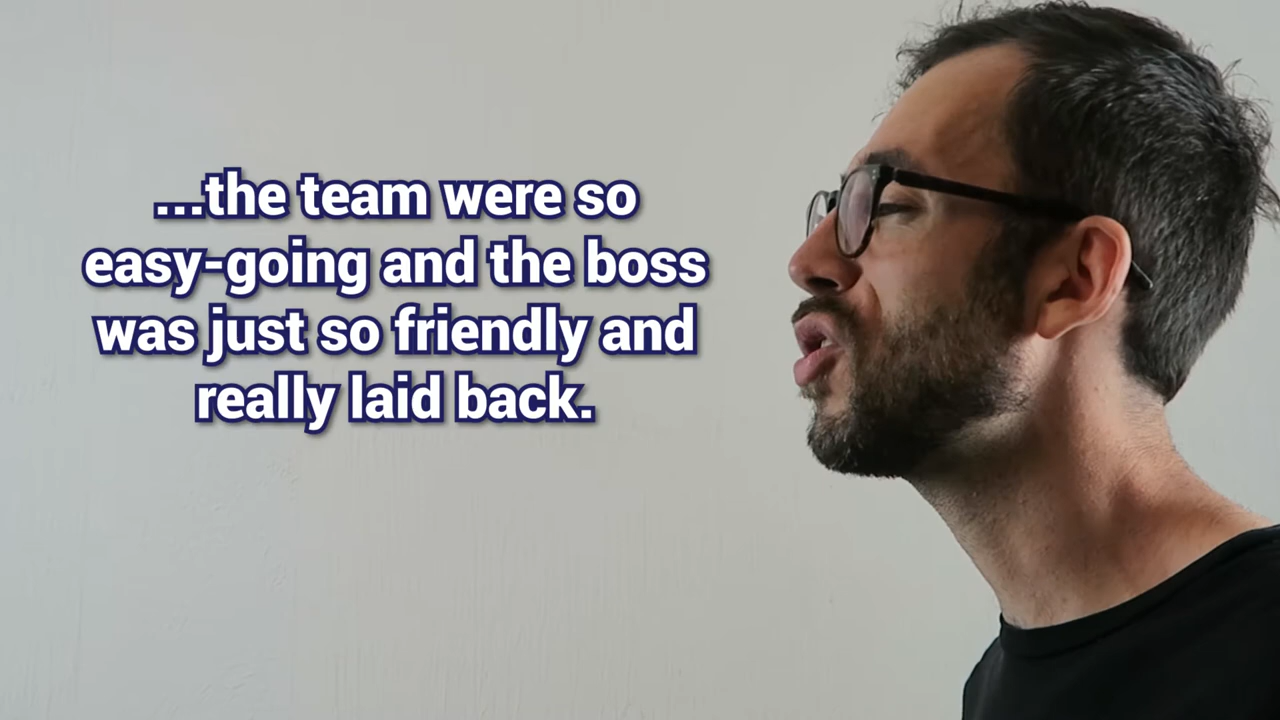 ...the team were so
easy-going and the boss
was just so friendly and
really laid back.